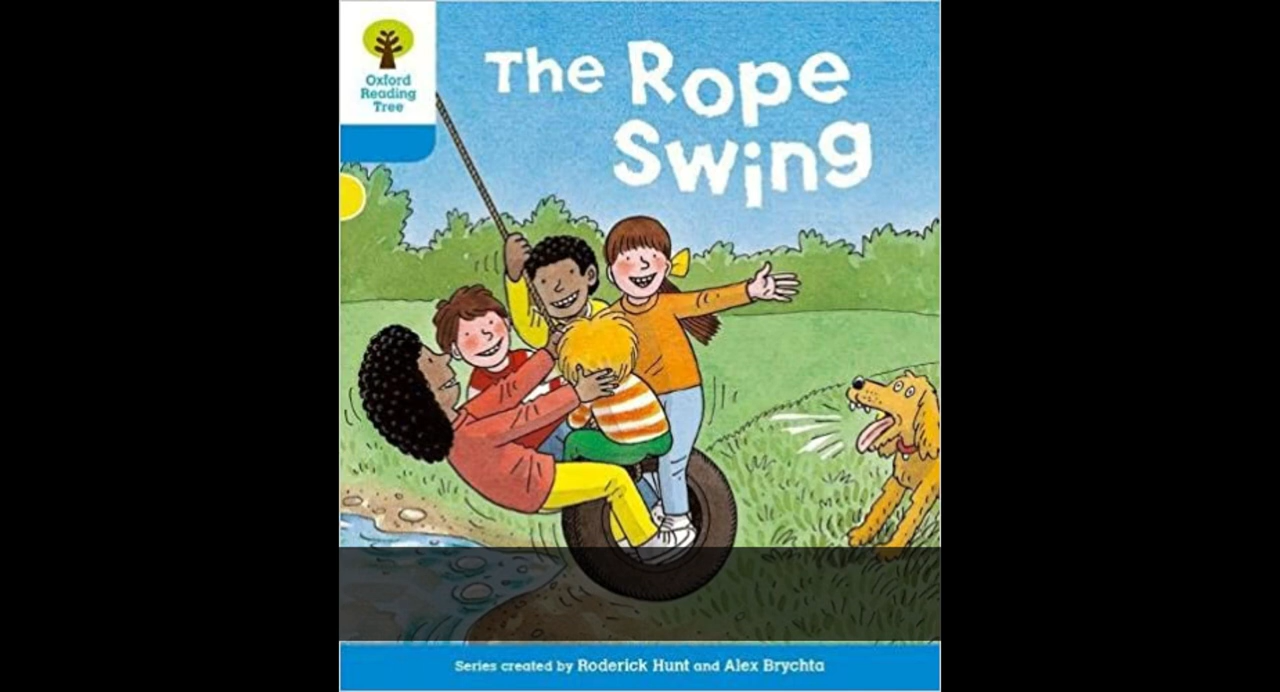 Oxford
Reading
Tree
The Rope
Swing
Series created by Roderick Hunt and Alex Brychta